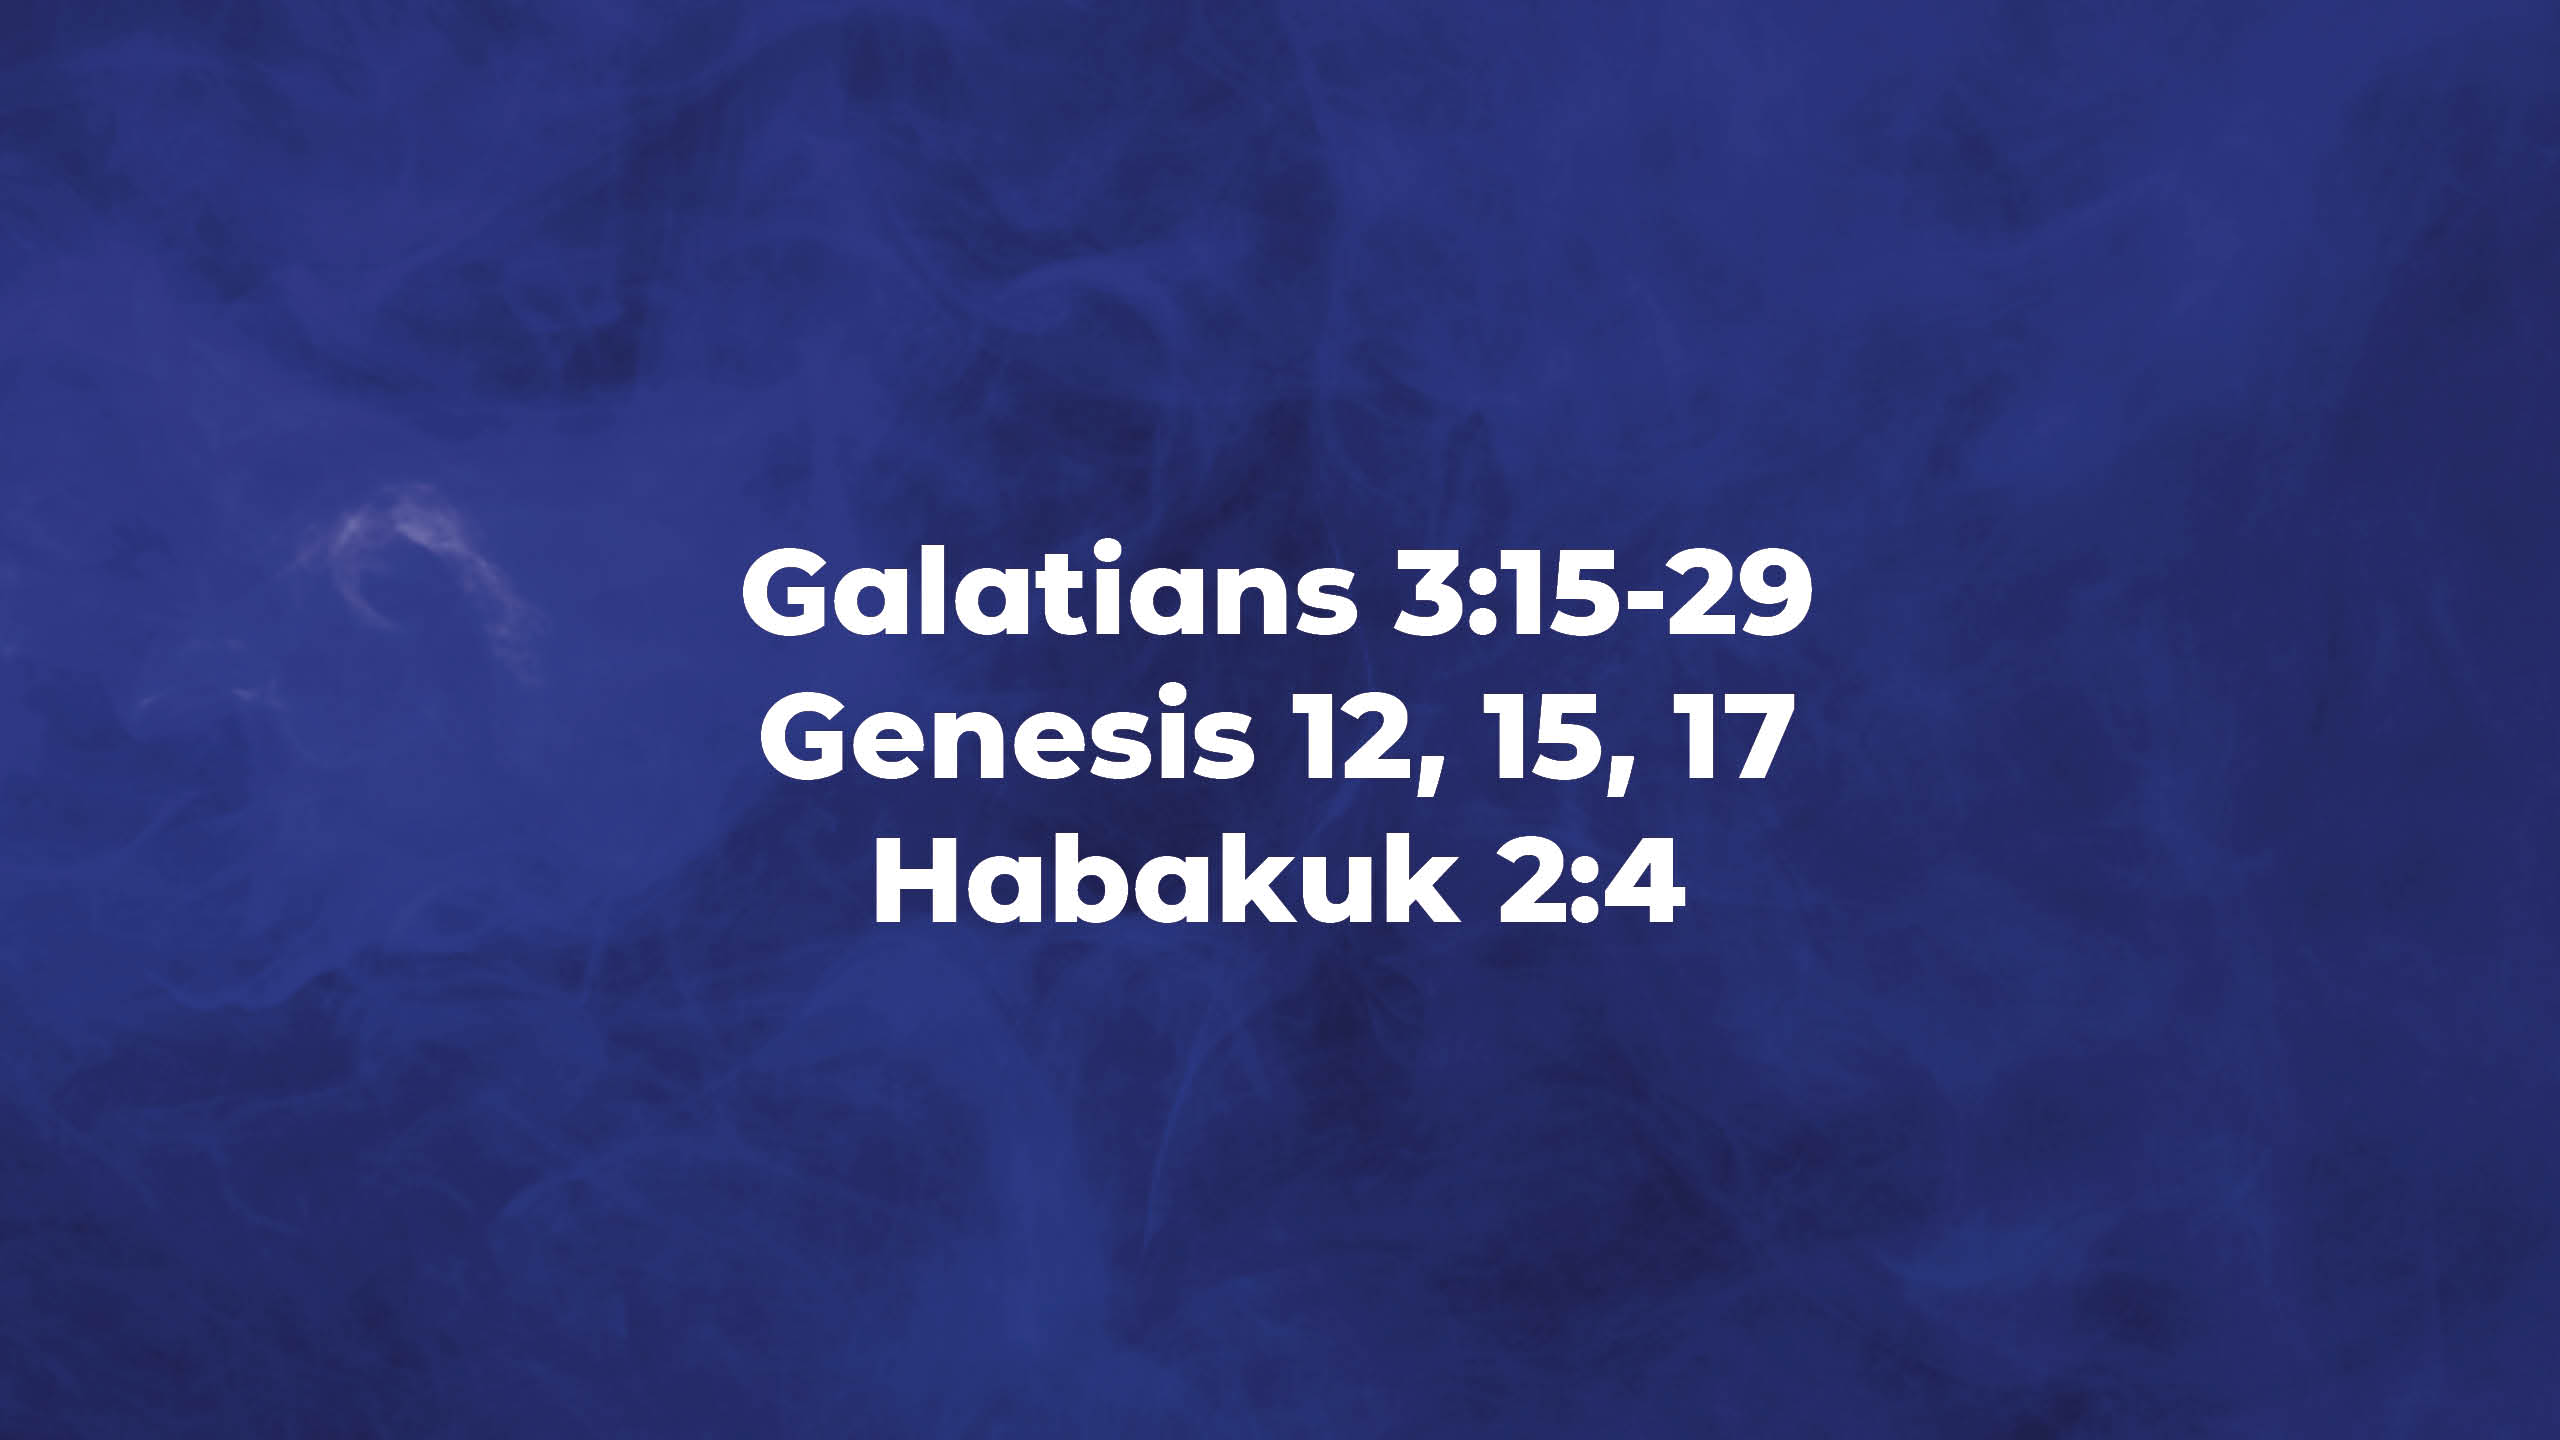 Galatians 3:15-29
Genesis 12, 15, 17
Habakuk 2:4